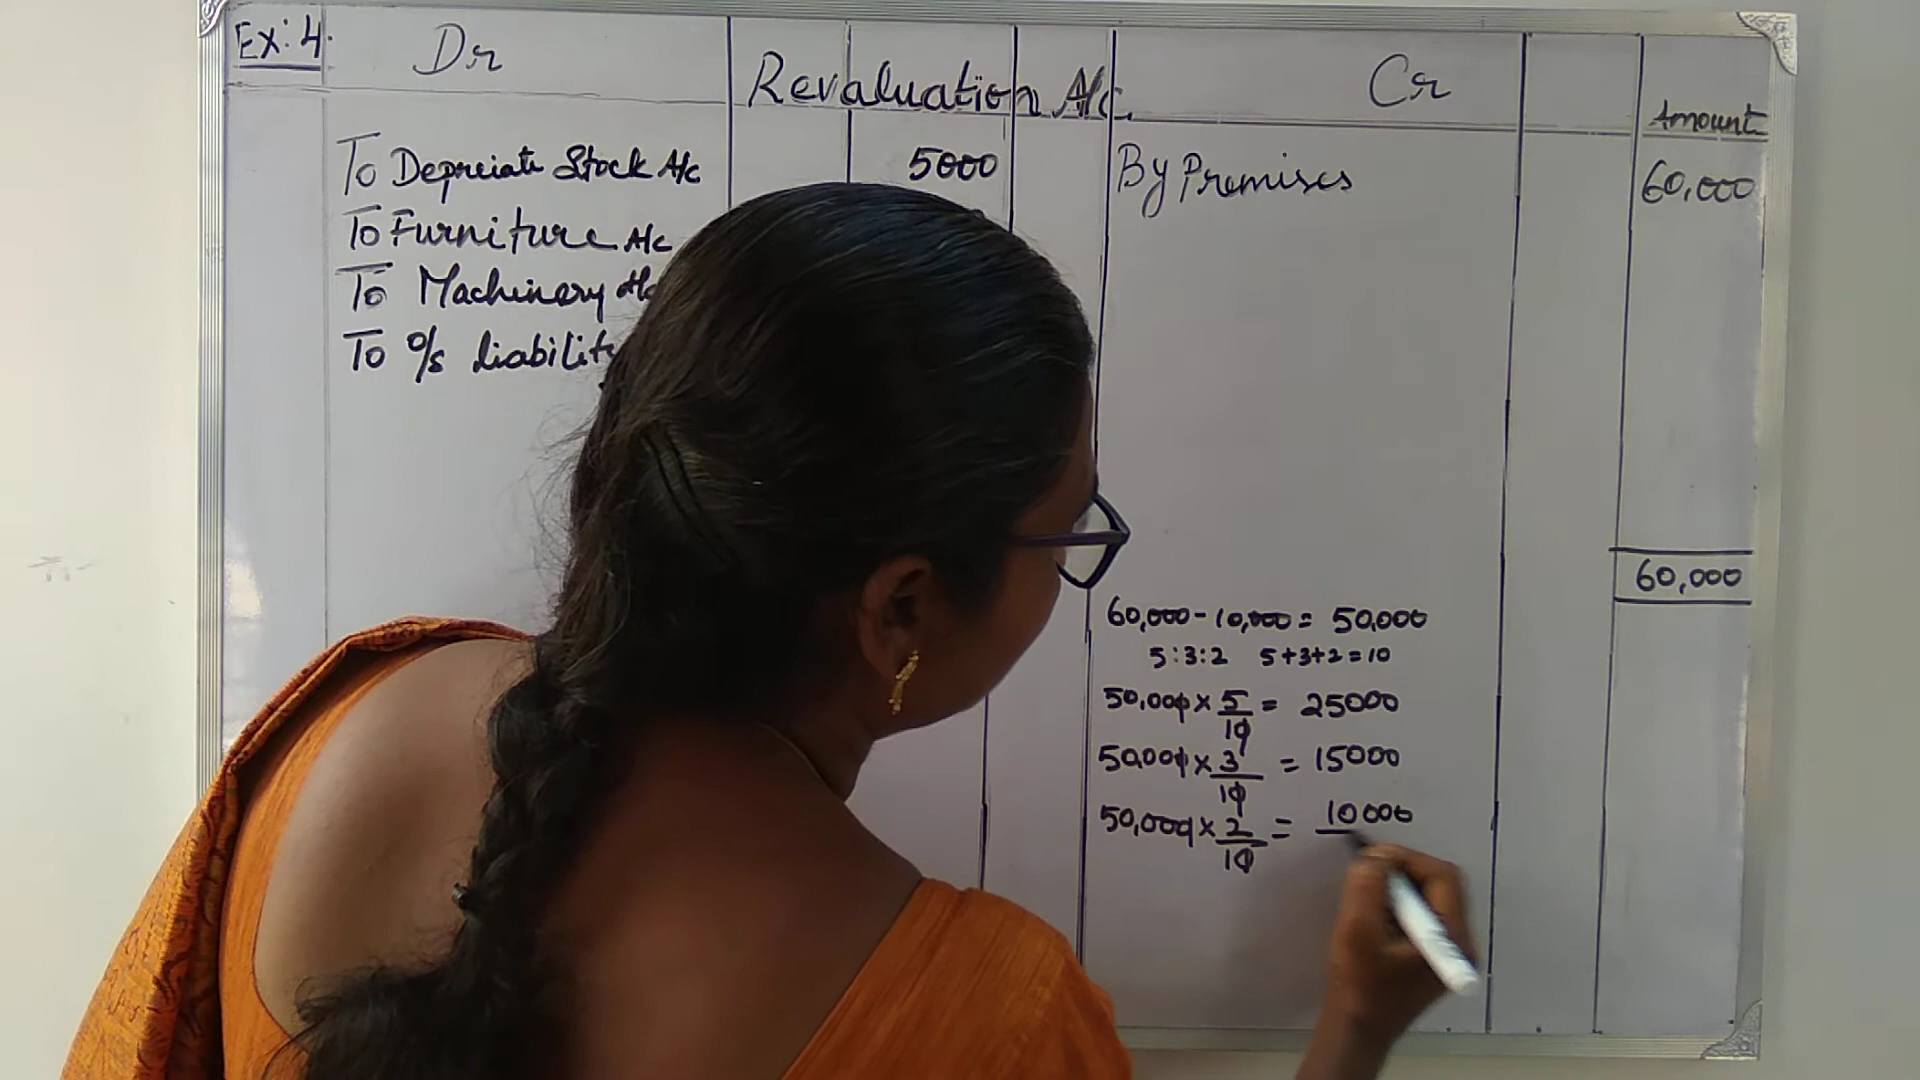 Ex: 4.
Dr
Revaluation A/c.
Cr
Amount
To Depreciate Stock A/c 5000
By Premises 60,000
To Furniture A/c
To Machinery A/c
To O/s liability
60,000
60,000 - 10,000 = 50,000
5:3:2 5+3+2=10
50,000 × 5/10 = 25000
50,000 × 3/10 = 15000
50,000 × 2/10 = 10000